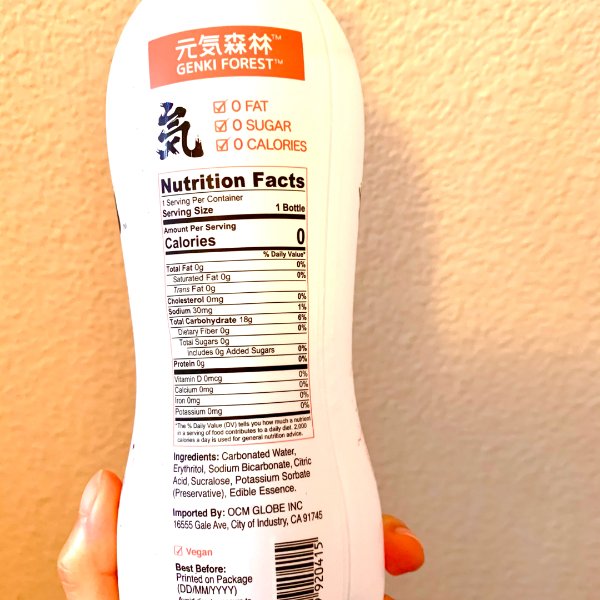 元気森林™
GENKI FOREST™
氣
0 FAT
0 SUGAR
0 CALORIES
Nutrition Facts
1 Serving Per Container
Serving Size 1 Bottle
Amount Per Serving
Calories 0
% Daily Value*
Total Fat 0g 0%
Saturated Fat 0g 0%
Trans Fat 0g
Cholesterol 0mg 0%
Sodium 30mg 1%
Total Carbohydrate 18g 6%
Dietary Fiber 0g 0%
Total Sugars 0g
Includes 0g Added Sugars 0%
Protein 0g 0%
Vitamin D 0mcg 0%
Calcium 0mg 0%
Iron 0mg 0%
Potassium 0mg 0%
*The % Daily Value (DV) tells you how much a nutrient
in a serving of food contributes to a daily diet. 2,000
calories a day is used for general nutrition advice.
Ingredients: Carbonated Water,
Erythritol, Sodium Bicarbonate, Citric
Acid, Sucralose, Potassium Sorbate
(Preservative), Edible Essence.
Imported By: OCM GLOBE INC
16555 Gale Ave, City of Industry, CA 91745
Vegan
Best Before:
Printed on Package
(DD/MM/YYYY)
920415